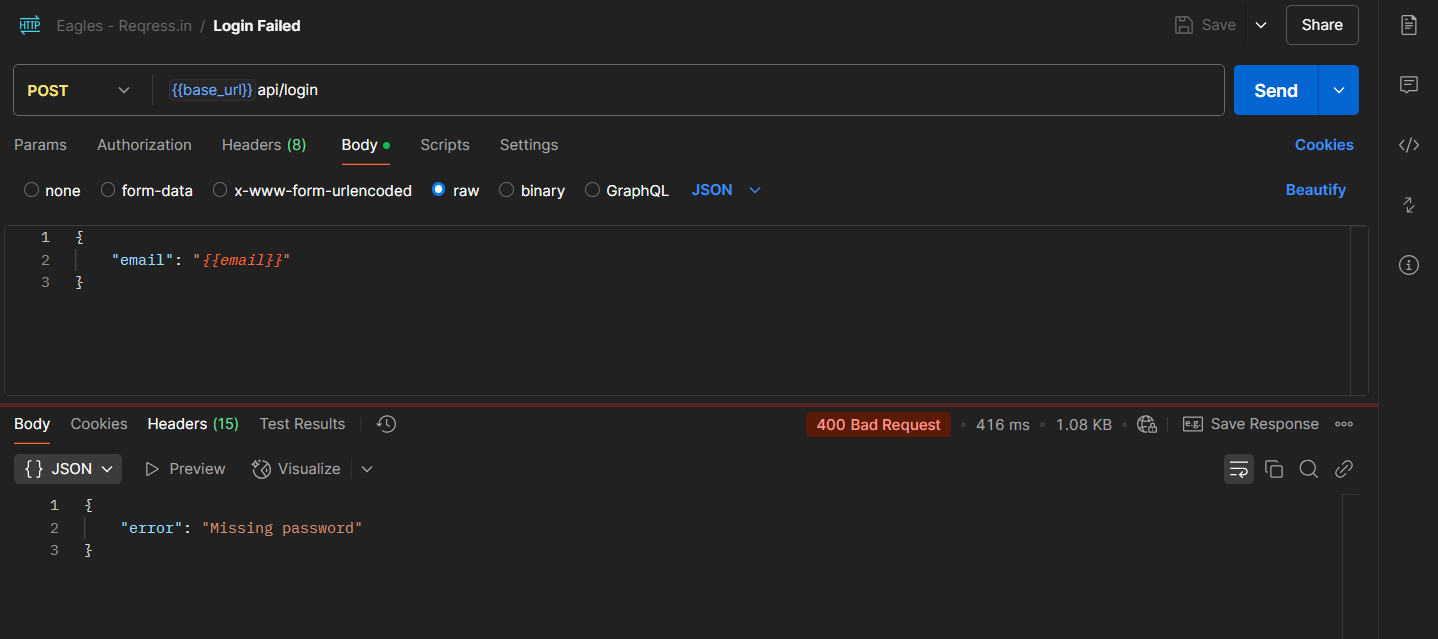 HTTP Eagles - Reqress.in / Login Failed Save Share
POST {{base_url}} api/login Send
Params Authorization Headers (8) Body Scripts Settings Cookies
none form-data x-www-form-urlencoded raw binary GraphQL JSON Beautify
1 {
2 "email": "{{email}}"
3 }
Body Cookies Headers (15) Test Results 400 Bad Request • 416 ms • 1.08 KB • e.g. Save Response
{} JSON Preview Visualize
1 {
2 "error": "Missing password"
3 }